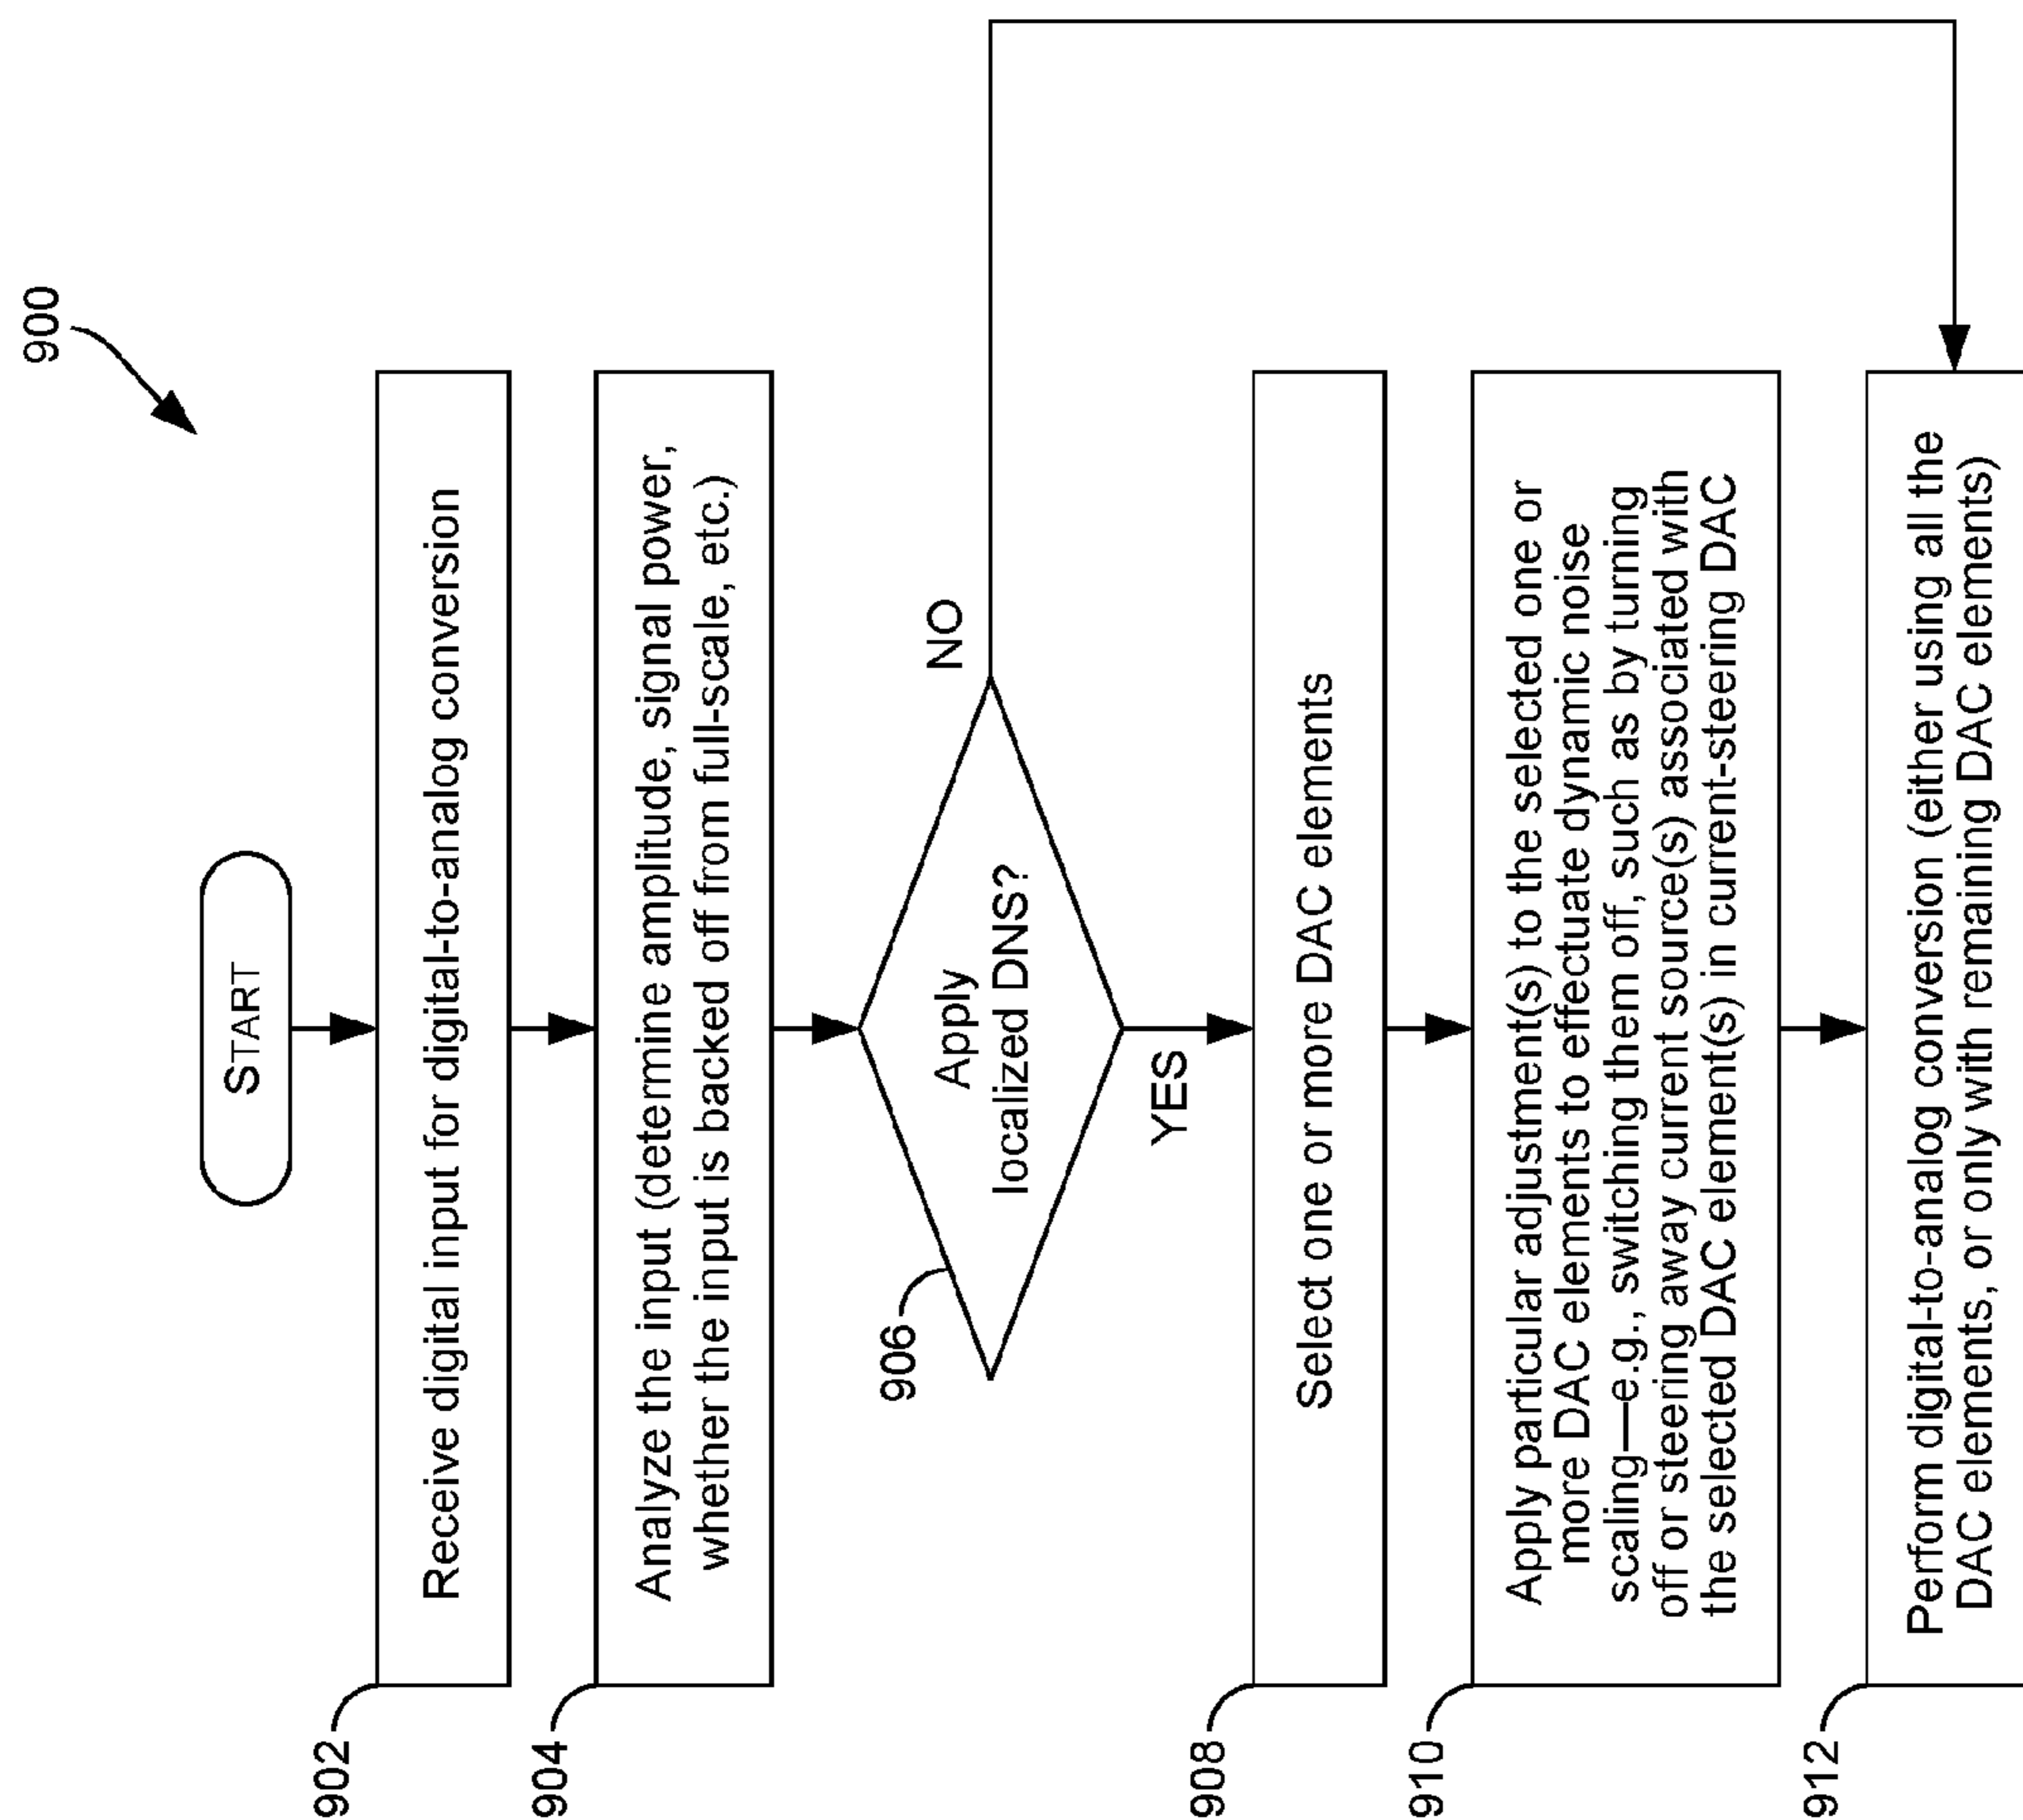 900
START
902
Receive digital input for digital-to-analog conversion
904
Analyze the input (determine amplitude, signal power,
whether the input is backed off from full-scale, etc.)
906
Apply
localized DNS?
NO
YES
908
Select one or more DAC elements
910
Apply particular adjustment(s) to the selected one or
more DAC elements to effectuate dynamic noise
scaling—e.g., switching them off, such as by turning
off or steering away current source(s) associated with
the selected DAC element(s) in current-steering DAC
912
Perform digital-to-analog conversion (either using all the
DAC elements, or only with remaining DAC elements)